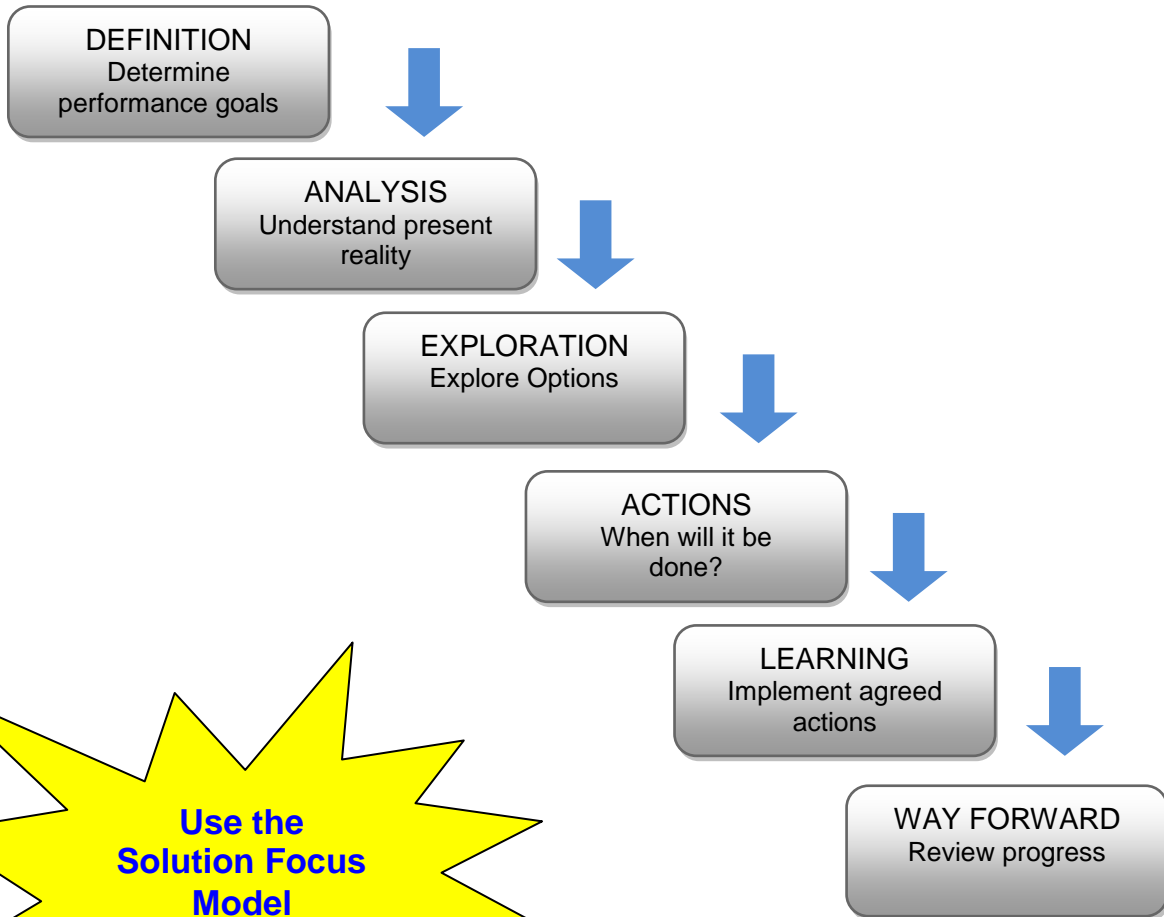 DEFINITION
Determine
performance goals
ANALYSIS
Understand present
reality
EXPLORATION
Explore Options
ACTIONS
When will it be
done?
LEARNING
Implement agreed
actions
WAY FORWARD
Review progress
Use the
Solution Focus
Model